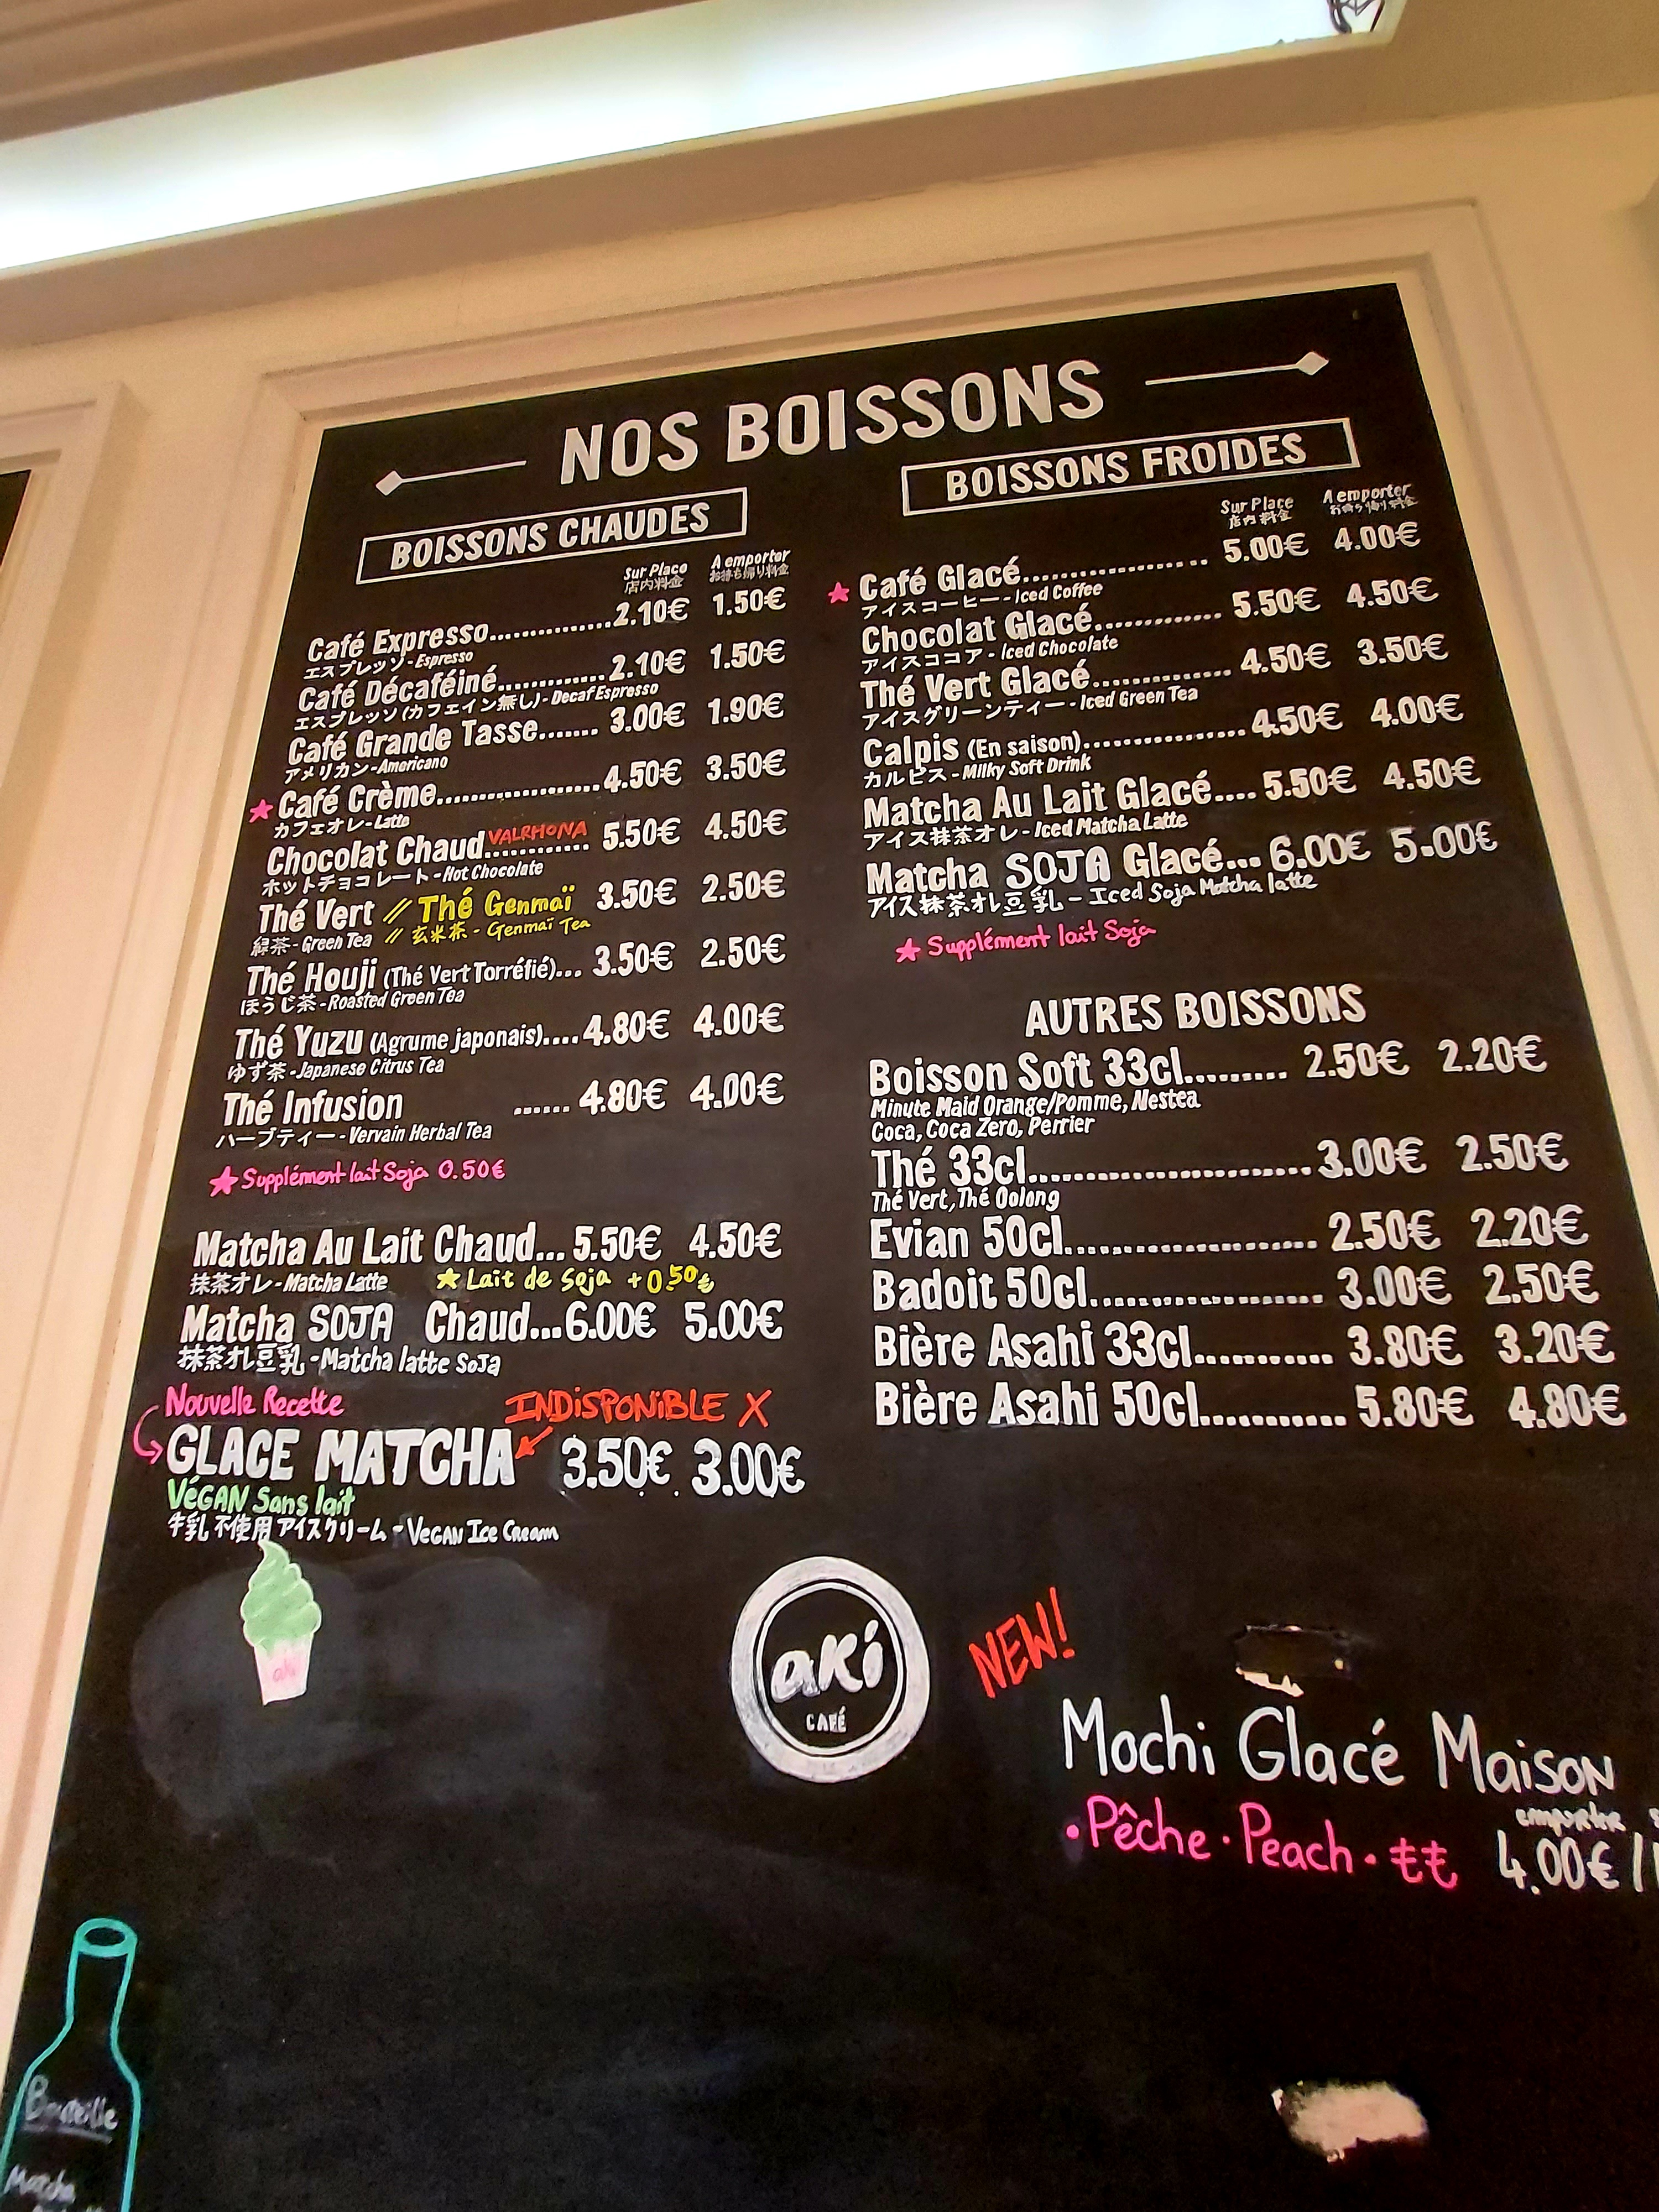 NOS BOISSONS
BOISSONS CHAUDES
Sur Place A emporter
店内料金 お持ち帰り料金
Café Expresso...............2.10€ 1.50€
エスプレッソ-Espresso
Café Décaféiné.............2.10€ 1.50€
エスプレッソ(カフェイン無し)-Decaf Espresso
Café Grande Tasse....... 3.00€ 1.90€
アメリカン-Americano
★ Café Crème....................4.50€ 3.50€
カフェオレ-Latte
Chocolat Chaud VALRHONA ............. 5.50€ 4.50€
ホットチョコレート-Hot Chocolate
Thé Vert // Thé Genmaï 3.50€ 2.50€
緑茶-Green Tea // 玄米茶 - Genmaï Tea
Thé Houji (Thé Vert Torréfié)... 3.50€ 2.50€
ほうじ茶-Roasted Green Tea
Thé Yuzu (Agrume japonais)....4.80€ 4.00€
ゆず茶-Japanese Citrus Tea
Thé Infusion ...... 4.80€ 4.00€
ハーブティー-Vervain Herbal Tea
★ Supplément lait Soja 0.50€
Matcha Au Lait Chaud... 5.50€ 4.50€
抹茶オレ-Matcha Latte ★ Lait de soja +0.50€
Matcha SOJA Chaud...6.00€ 5.00€
抹茶オレ豆乳-Matcha latte SoJa
Nouvelle Recette INDISPONIBLE X
GLACE MATCHA 3.50€ 3.00€
VéGAN Sans lait
牛乳不使用アイスクリーム-VeGAN Ice Cream
aki
BOISSONS FROIDES
Sur Place A emporter
店内料金 お持ち帰り料金
★ Café Glacé..................... 5.00€ 4.00€
アイスコーヒー-Iced Coffee
Chocolat Glacé............. 5.50€ 4.50€
アイスココア-Iced Chocolate
Thé Vert Glacé.............. 4.50€ 3.50€
アイスグリーンティー-Iced Green Tea
Calpis (En saison)................4.50€ 4.00€
カルピス-Milky Soft Drink
Matcha Au Lait Glacé.... 5.50€ 4.50€
アイス抹茶オレ-Iced Matcha Latte
Matcha SOJA Glacé... 6.00€ 5.00€
アイス抹茶オレ豆乳 - Iced Soja Matcha latte
★ Supplément lait Soja
AUTRES BOISSONS
Boisson Soft 33cl......... 2.50€ 2.20€
Minute Maid Orange/Pomme, Nestea
Coca, Coca Zero, Perrier
Thé 33cl...........................3.00€ 2.50€
Thé Vert, Thé Oolong
Evian 50cl........................ 2.50€ 2.20€
Badoit 50cl...................... 3.00€ 2.50€
Bière Asahi 33cl............ 3.80€ 3.20€
Bière Asahi 50cl............ 5.80€ 4.80€
aKi
CAFÉ
NEW!
Mochi Glacé Maison
emporter
•Pêche · Peach · もも 4.00€ /
Bouteille
Matcha